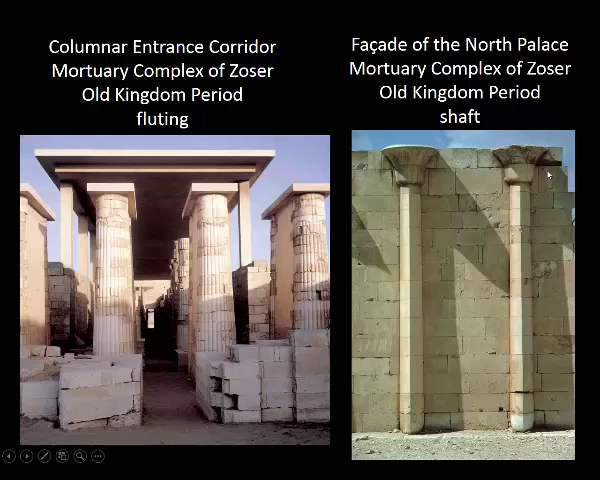 Columnar Entrance Corridor
Mortuary Complex of Zoser
Old Kingdom Period
fluting
Façade of the North Palace
Mortuary Complex of Zoser
Old Kingdom Period
shaft